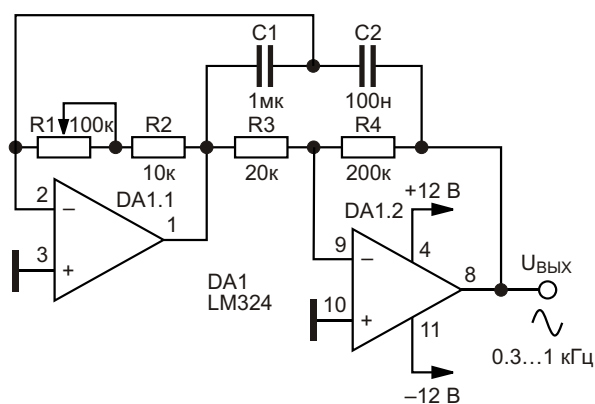 C1
C2
1мк
100н
R1
100к
R2
R3
R4
10к
20к
200к
2
–
DA1.1
1
3
+
+12 В
DA1.2
4
9
–
DA1
LM324
8
UВЫХ
10
+
11
0.3...1 кГц
–12 В